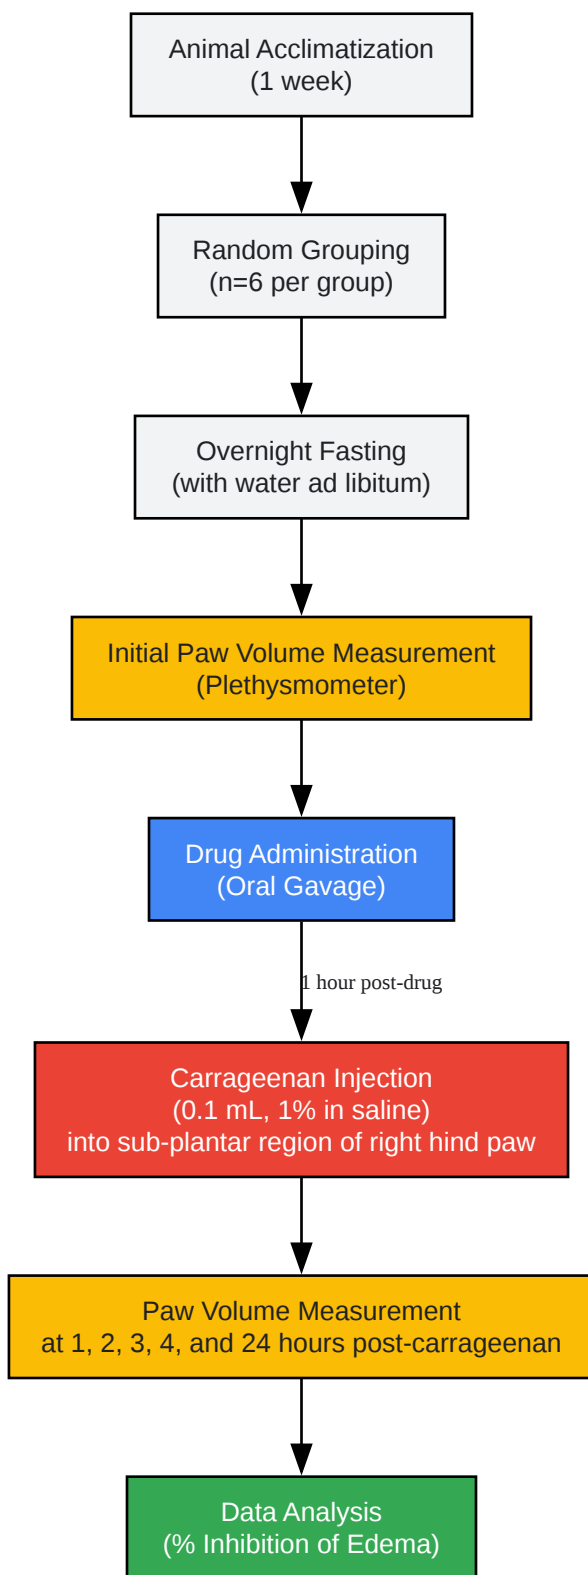 Animal Acclimatization
(1 week)
Random Grouping
(n=6 per group)
Overnight Fasting
(with water ad libitum)
Initial Paw Volume Measurement
(Plethysmometer)
Drug Administration
(Oral Gavage)
1 hour post-drug
Carrageenan Injection
(0.1 mL, 1% in saline)
into sub-plantar region of right hind paw
Paw Volume Measurement
at 1, 2, 3, 4, and 24 hours post-carrageenan
Data Analysis
(% Inhibition of Edema)